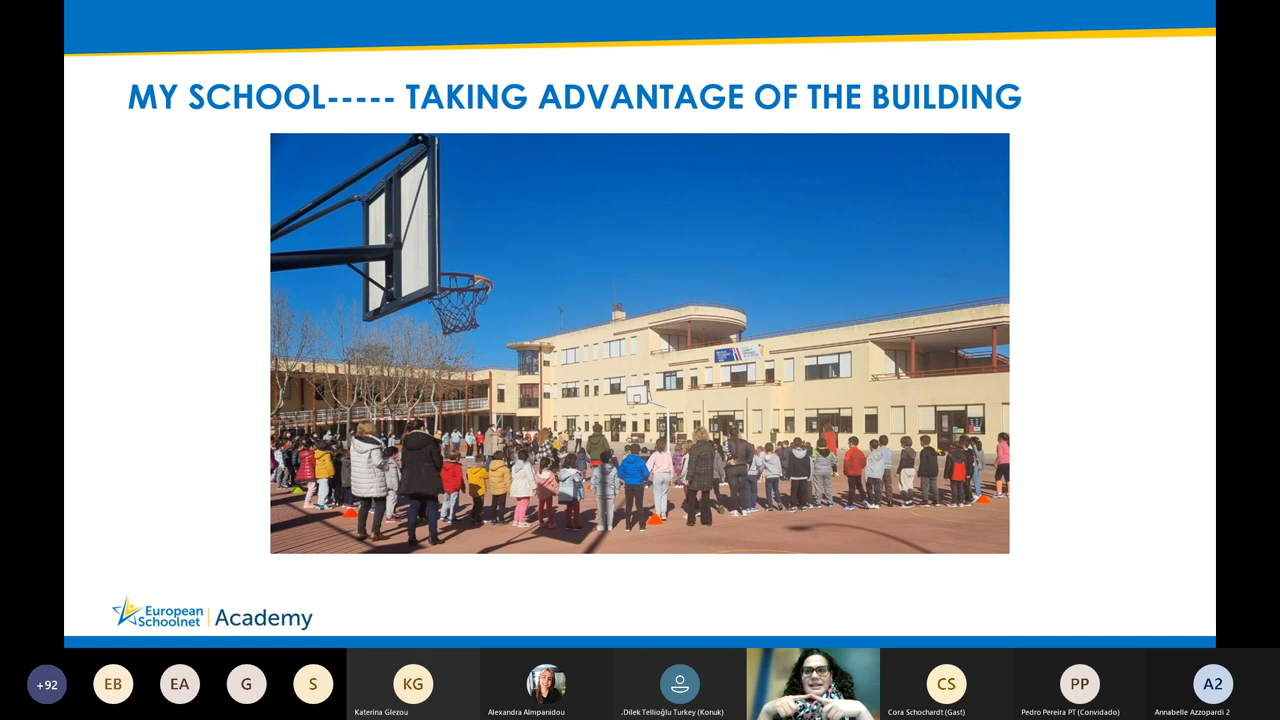 MY SCHOOL----- TAKING ADVANTAGE OF THE BUILDING
European
Schoolnet
Academy
+92
EB
EA
G
S
KG
CS
PP
A2
Katerina Glezou
Alexandra Almpanidou
.Dilek Tellioğlu Turkey (Konuk)
Cora Schochardt (Gast)
Pedro Pereira PT (Convidado)
Annabelle Azzopardi 2